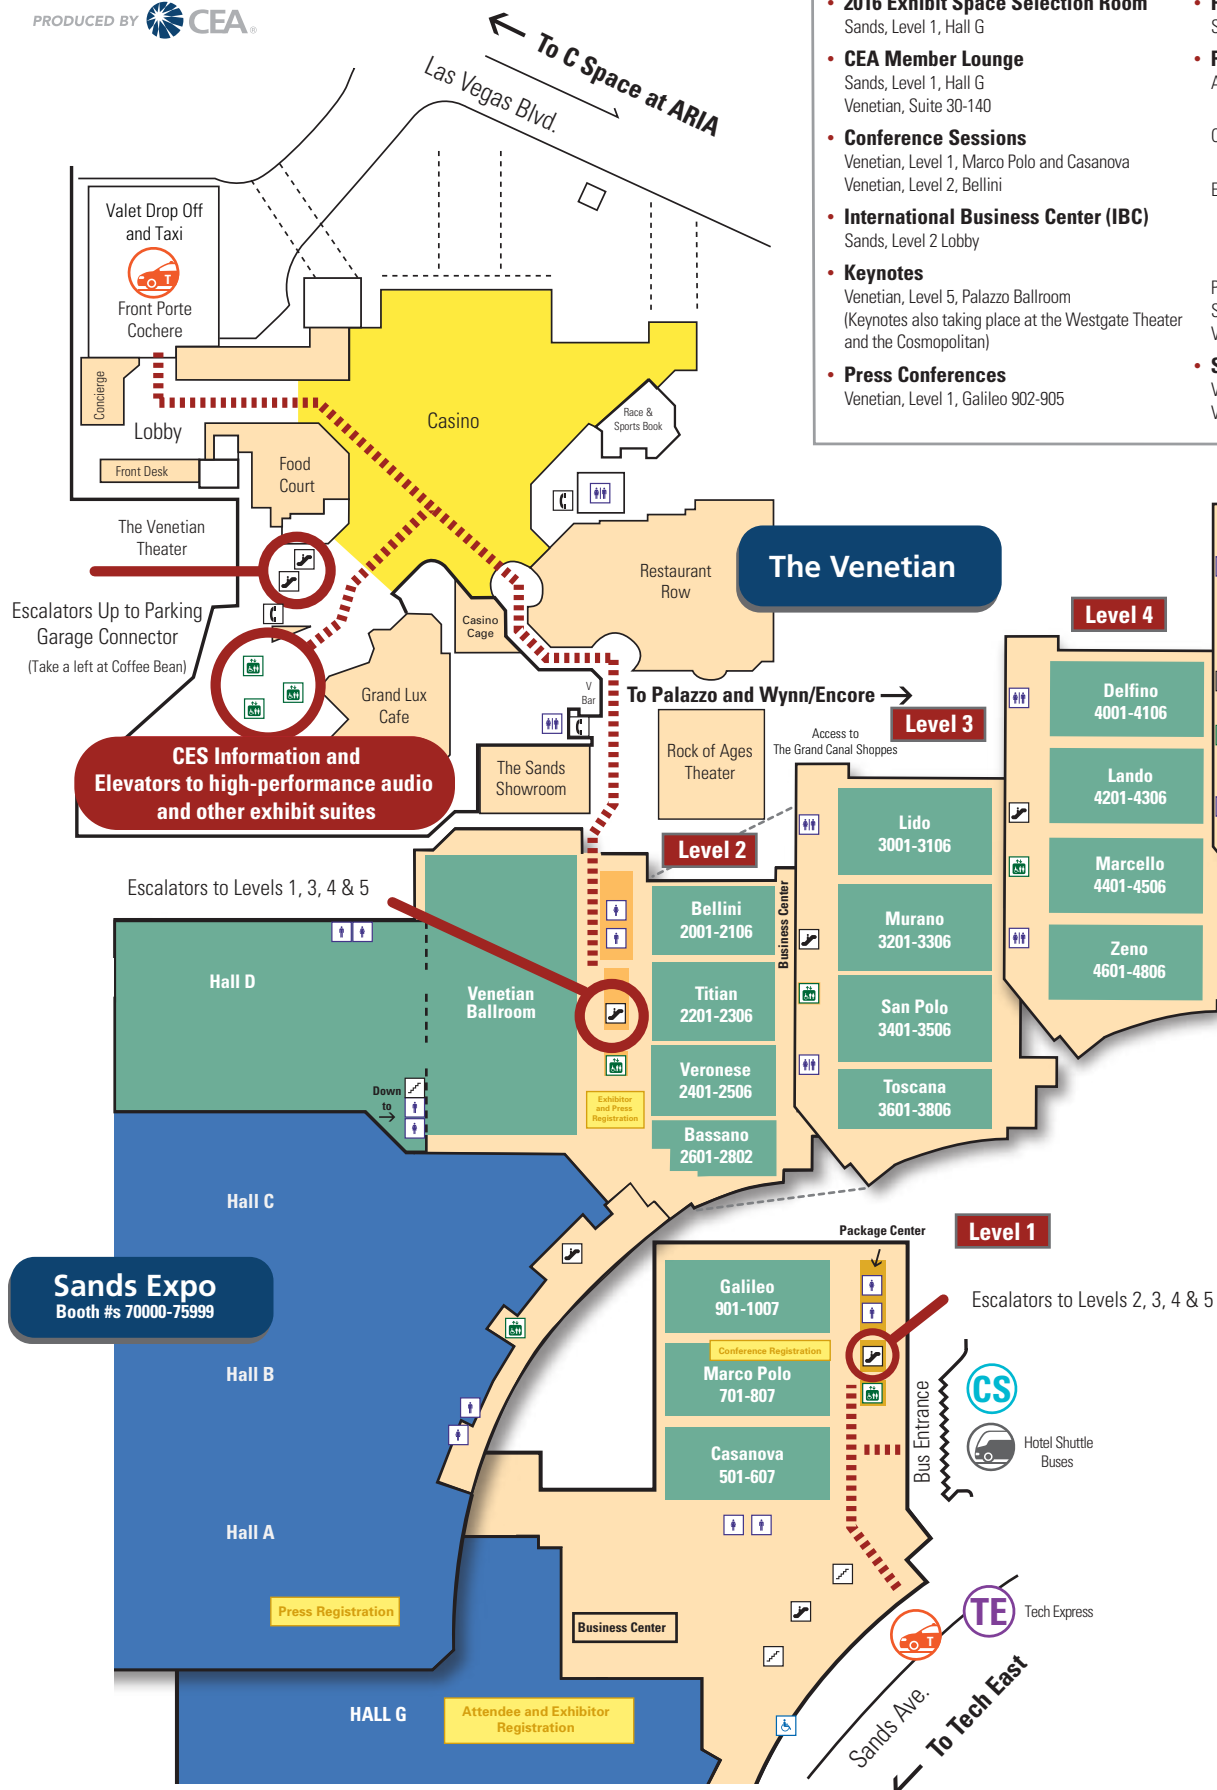 PRODUCED BY CEA®
To C Space at ARIA
Las Vegas Blvd.
• 2016 Exhibit Space Selection Room
Sands, Level 1, Hall G
• CEA Member Lounge
Sands, Level 1, Hall G
Venetian, Suite 30-140
• Conference Sessions
Venetian, Level 1, Marco Polo and Casanova
Venetian, Level 2, Bellini
• International Business Center (IBC)
Sands, Level 2 Lobby
• Keynotes
Venetian, Level 5, Palazzo Ballroom
(Keynotes also taking place at the Westgate Theater
and the Cosmopolitan)
• Press Conferences
Venetian, Level 1, Galileo 902-905
Valet Drop Off
and Taxi
T
Front Porte
Cochere
Concierge
Lobby
Front Desk
Food
Court
Casino
Race &
Sports Book
The Venetian
Theater
Escalators Up to Parking
Garage Connector
(Take a left at Coffee Bean)
Restaurant
Row
The Venetian
Casino
Cage
Grand Lux
Cafe
V
Bar
To Palazzo and Wynn/Encore
CES Information and
Elevators to high-performance audio
and other exhibit suites
The Sands
Showroom
Rock of Ages
Theater
Access to
The Grand Canal Shoppes
Level 4
Delfino
4001-4106
Lando
4201-4306
Marcello
4401-4506
Zeno
4601-4806
Level 3
Lido
3001-3106
Murano
3201-3306
San Polo
3401-3506
Toscana
3601-3806
Level 2
Escalators to Levels 1, 3, 4 & 5
Bellini
2001-2106
Titian
2201-2306
Veronese
2401-2506
Bassano
2601-2802
Business Center
Venetian
Ballroom
Exhibitor
and Press
Registration
Hall D
Down
to
Hall C
Sands Expo
Booth #s 70000-75999
Hall B
Hall A
Press Registration
HALL G
Attendee and Exhibitor
Registration
Business Center
Level 1
Package Center
Galileo
901-1007
Conference Registration
Marco Polo
701-807
Casanova
501-607
Escalators to Levels 2, 3, 4 & 5
Bus Entrance
CS
Hotel Shuttle
Buses
TE
Tech Express
T
Sands Ave.
To Tech East